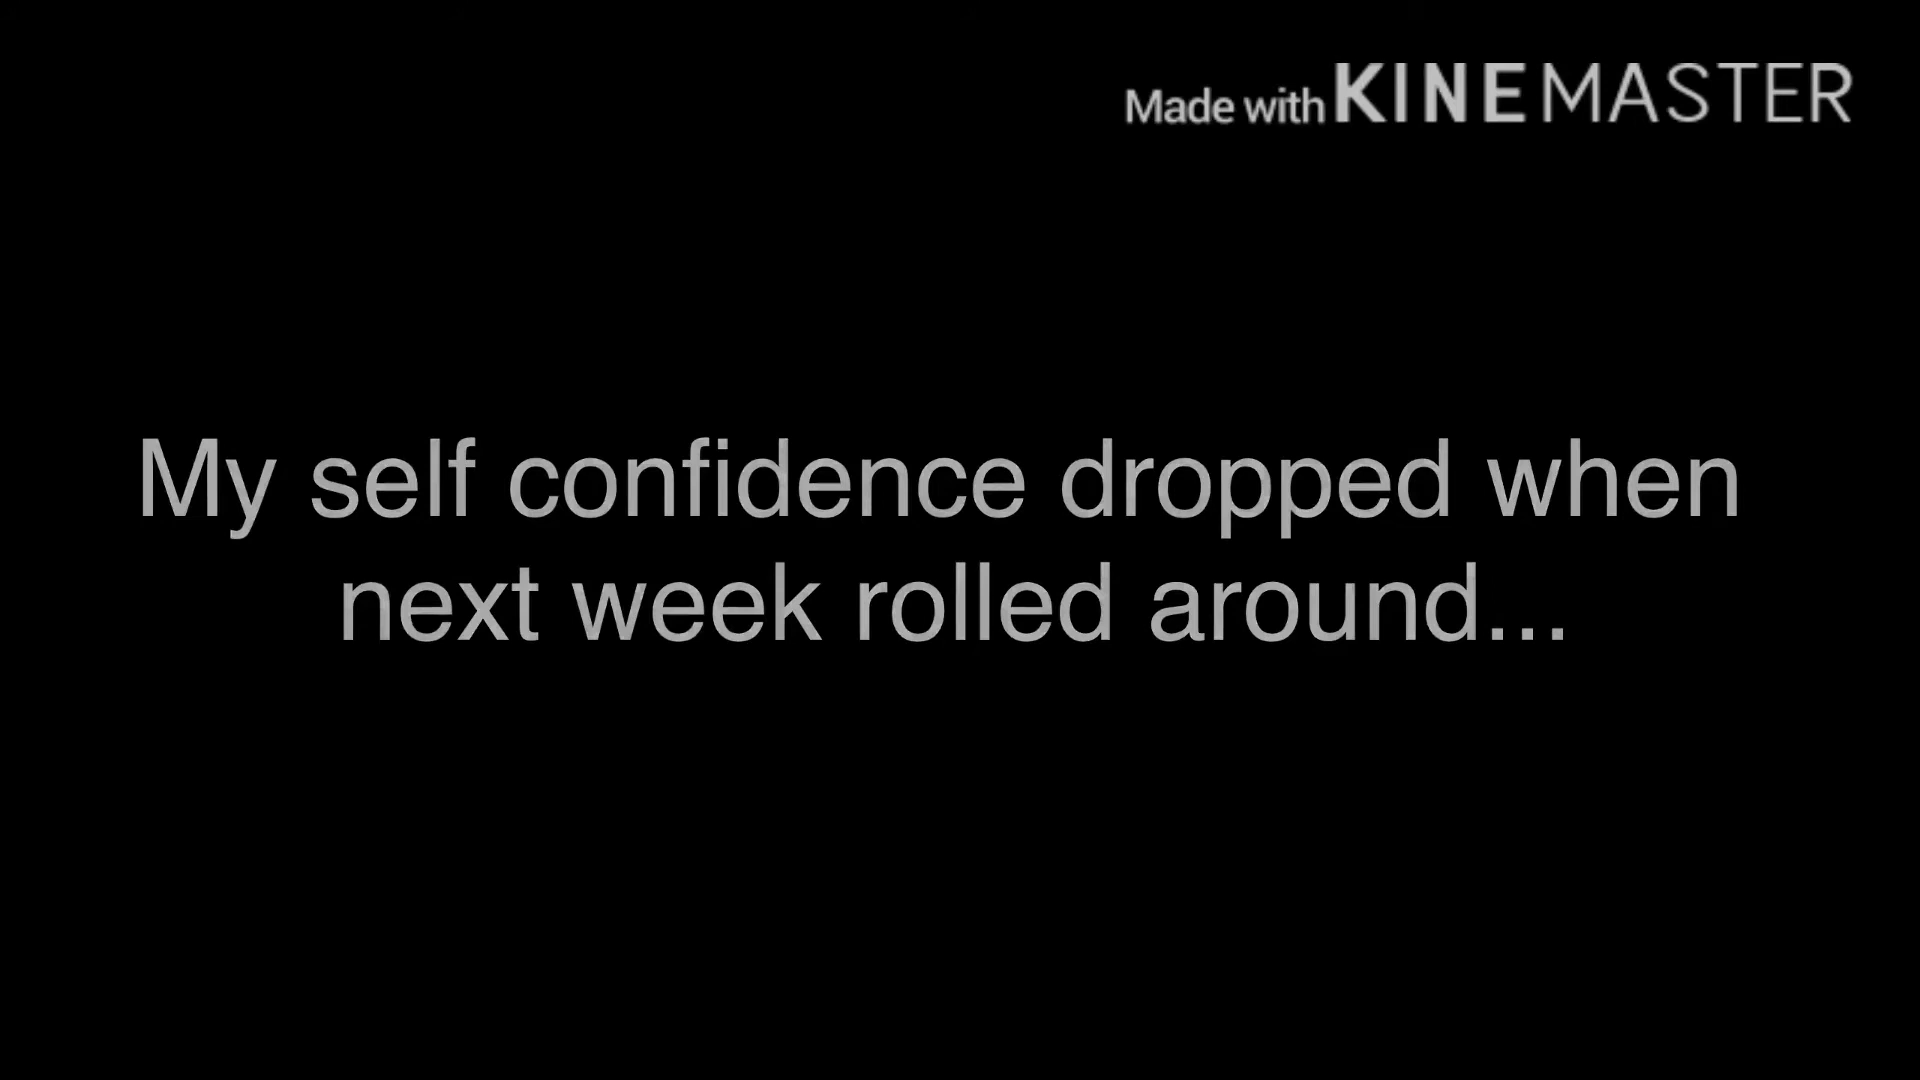 Made with KINEMASTER
My self confidence dropped when
next week rolled around...